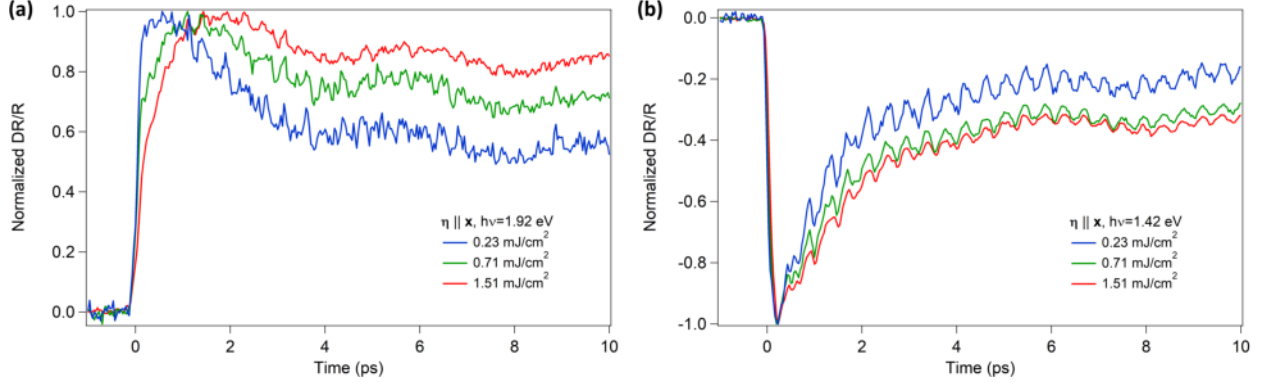 (a)
Normalized DR/R
1.0
0.8
0.6
0.4
0.2
0.0
η || x, hν=1.92 eV
0.23 mJ/cm²
0.71 mJ/cm²
1.51 mJ/cm²
0 2 4 6 8 10
Time (ps)
(b)
Normalized DR/R
-0.0
-0.2
-0.4
-0.6
-0.8
-1.0
η || x, hν=1.42 eV
0.23 mJ/cm²
0.71 mJ/cm²
1.51 mJ/cm²
0 2 4 6 8 10
Time (ps)